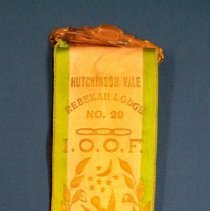 HUTCHINSON VALE
REBEKAH LODGE
NO. 29
I.O.O.F.